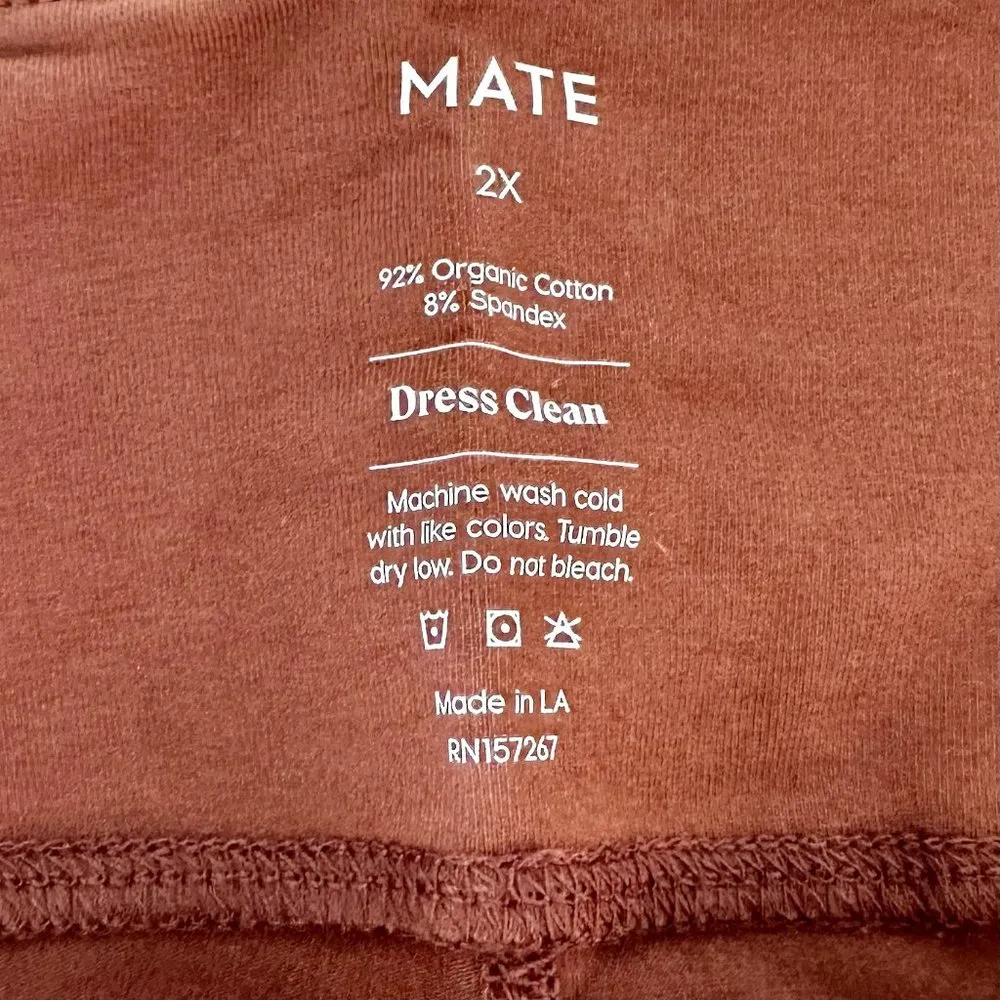 MATE
2X
92% Organic Cotton
8% Spandex
Dress Clean
Machine wash cold
with like colors. Tumble
dry low. Do not bleach.
Made in LA
RN157267